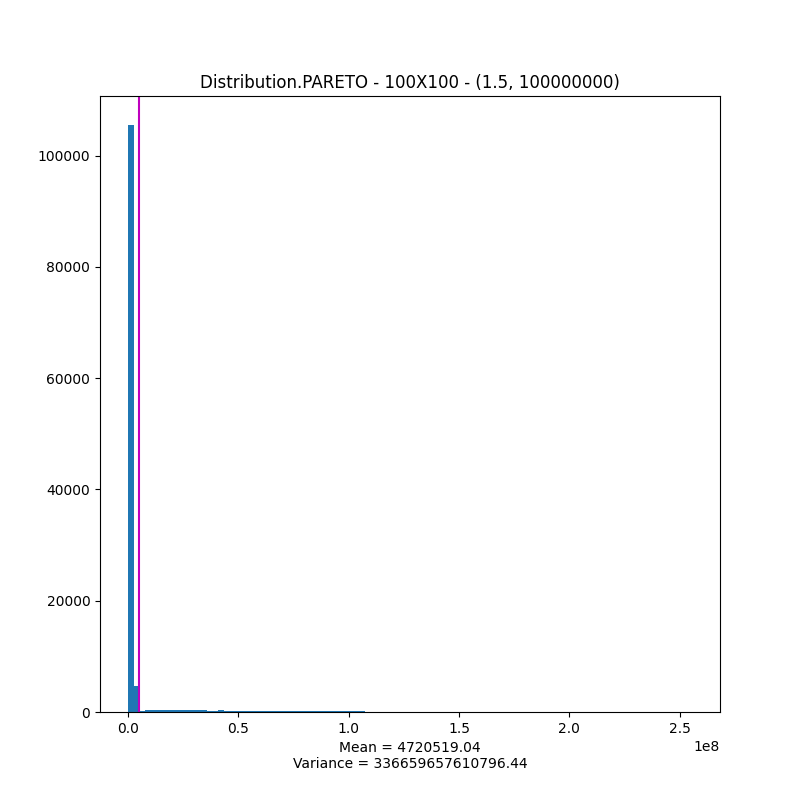 Distribution.PARETO - 100X100 - (1.5, 100000000)
100000
80000
60000
40000
20000
0
0.0 0.5 1.0 1.5 2.0 2.5
1e8
Mean = 4720519.04
Variance = 336659657610796.44